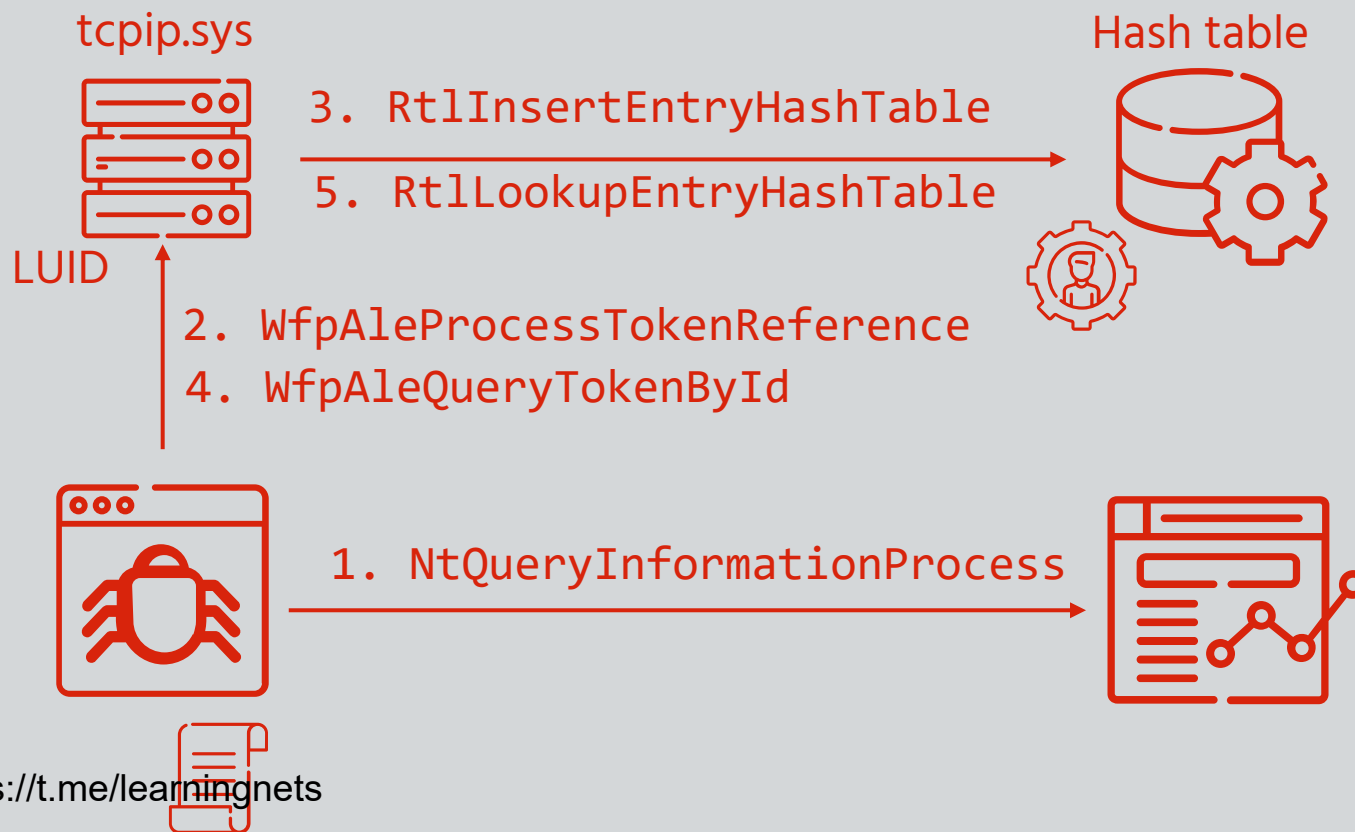 tcpip.sys
Hash table
3. RtlInsertEntryHashTable
5. RtlLookupEntryHashTable
LUID
2. WfpAleProcessTokenReference
4. WfpAleQueryTokenById
1. NtQueryInformationProcess
s://t.me/learningnets